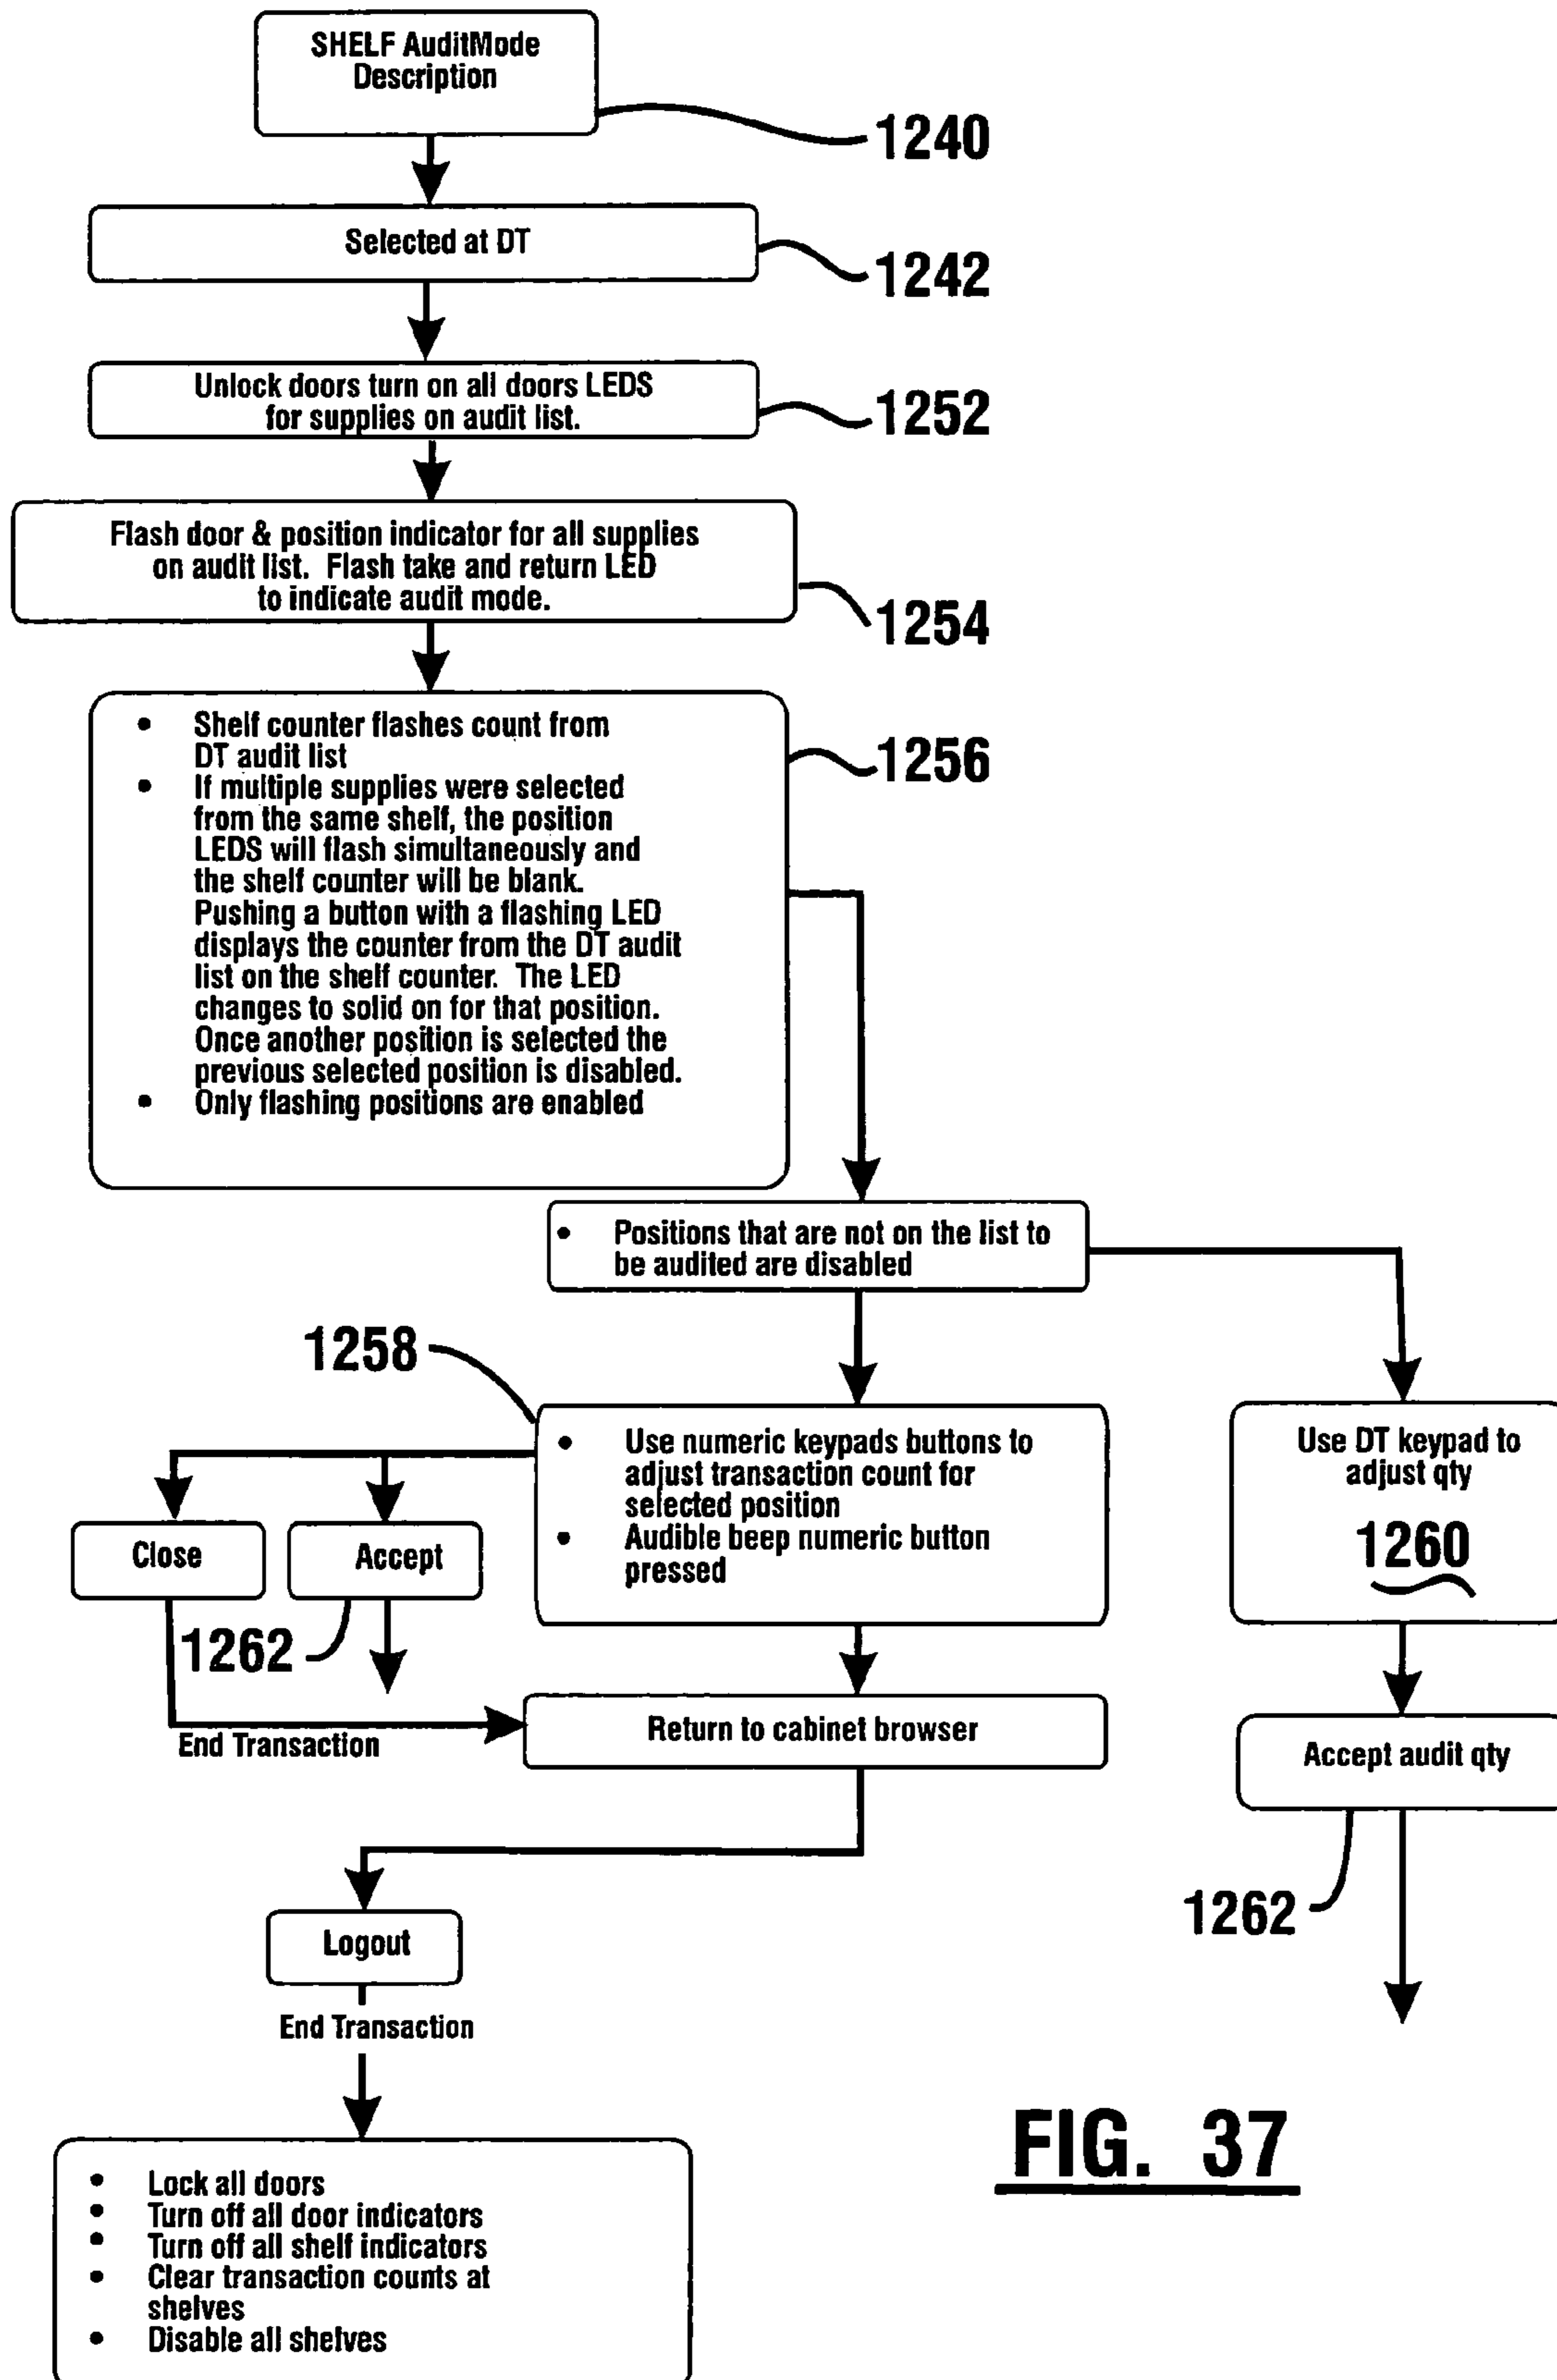 SHELF AuditMode
Description
1240
Selected at DT
1242
Unlock doors turn on all doors LEDS
for supplies on audit list.
1252
Flash door & position indicator for all supplies
on audit list. Flash take and return LED
to indicate audit mode.
1254
• Shelf counter flashes count from
DT audit list
• If multiple supplies were selected
from the same shelf, the position
LEDS will flash simultaneously and
the shelf counter will be blank.
Pushing a button with a flashing LED
displays the counter from the DT audit
list on the shelf counter. The LED
changes to solid on for that position.
Once another position is selected the
previous selected position is disabled.
• Only flashing positions are enabled
1256
• Positions that are not on the list to
be audited are disabled
1258
• Use numeric keypads buttons to
adjust transaction count for
selected position
• Audible beep numeric button
pressed
Use DT keypad to
adjust qty
1260
Close
Accept
1262
End Transaction
Return to cabinet browser
Accept audit qty
1262
Logout
End Transaction
• Lock all doors
• Turn off all door indicators
• Turn off all shelf indicators
• Clear transaction counts at
shelves
• Disable all shelves
FIG. 37